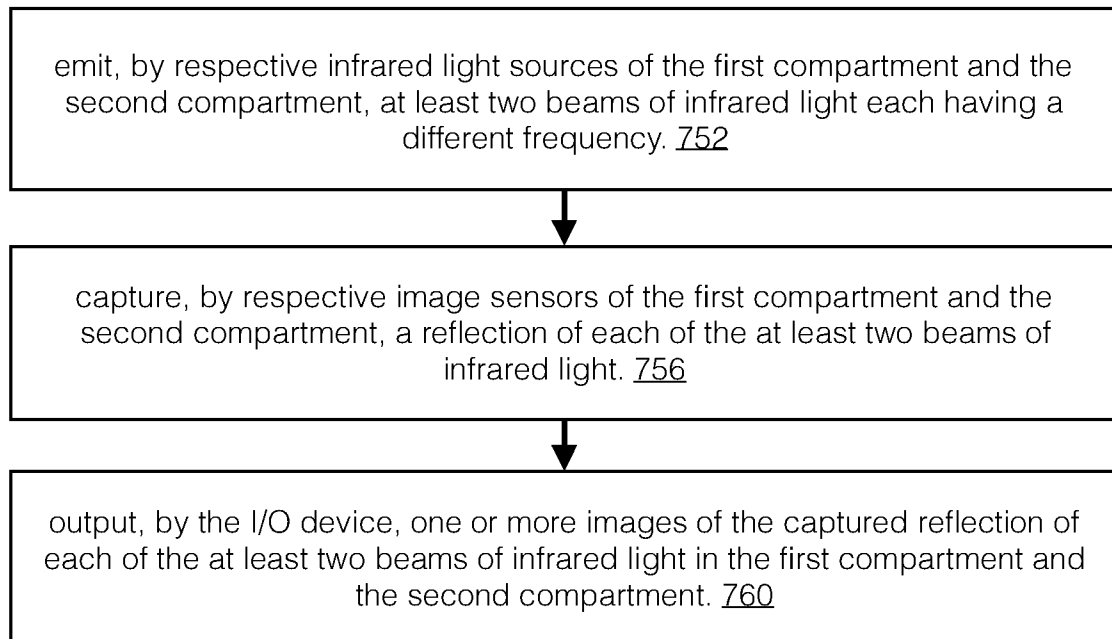 emit, by respective infrared light sources of the first compartment and the
second compartment, at least two beams of infrared light each having a
different frequency. 752
capture, by respective image sensors of the first compartment and the
second compartment, a reflection of each of the at least two beams of
infrared light. 756
output, by the I/O device, one or more images of the captured reflection of
each of the at least two beams of infrared light in the first compartment and
the second compartment. 760